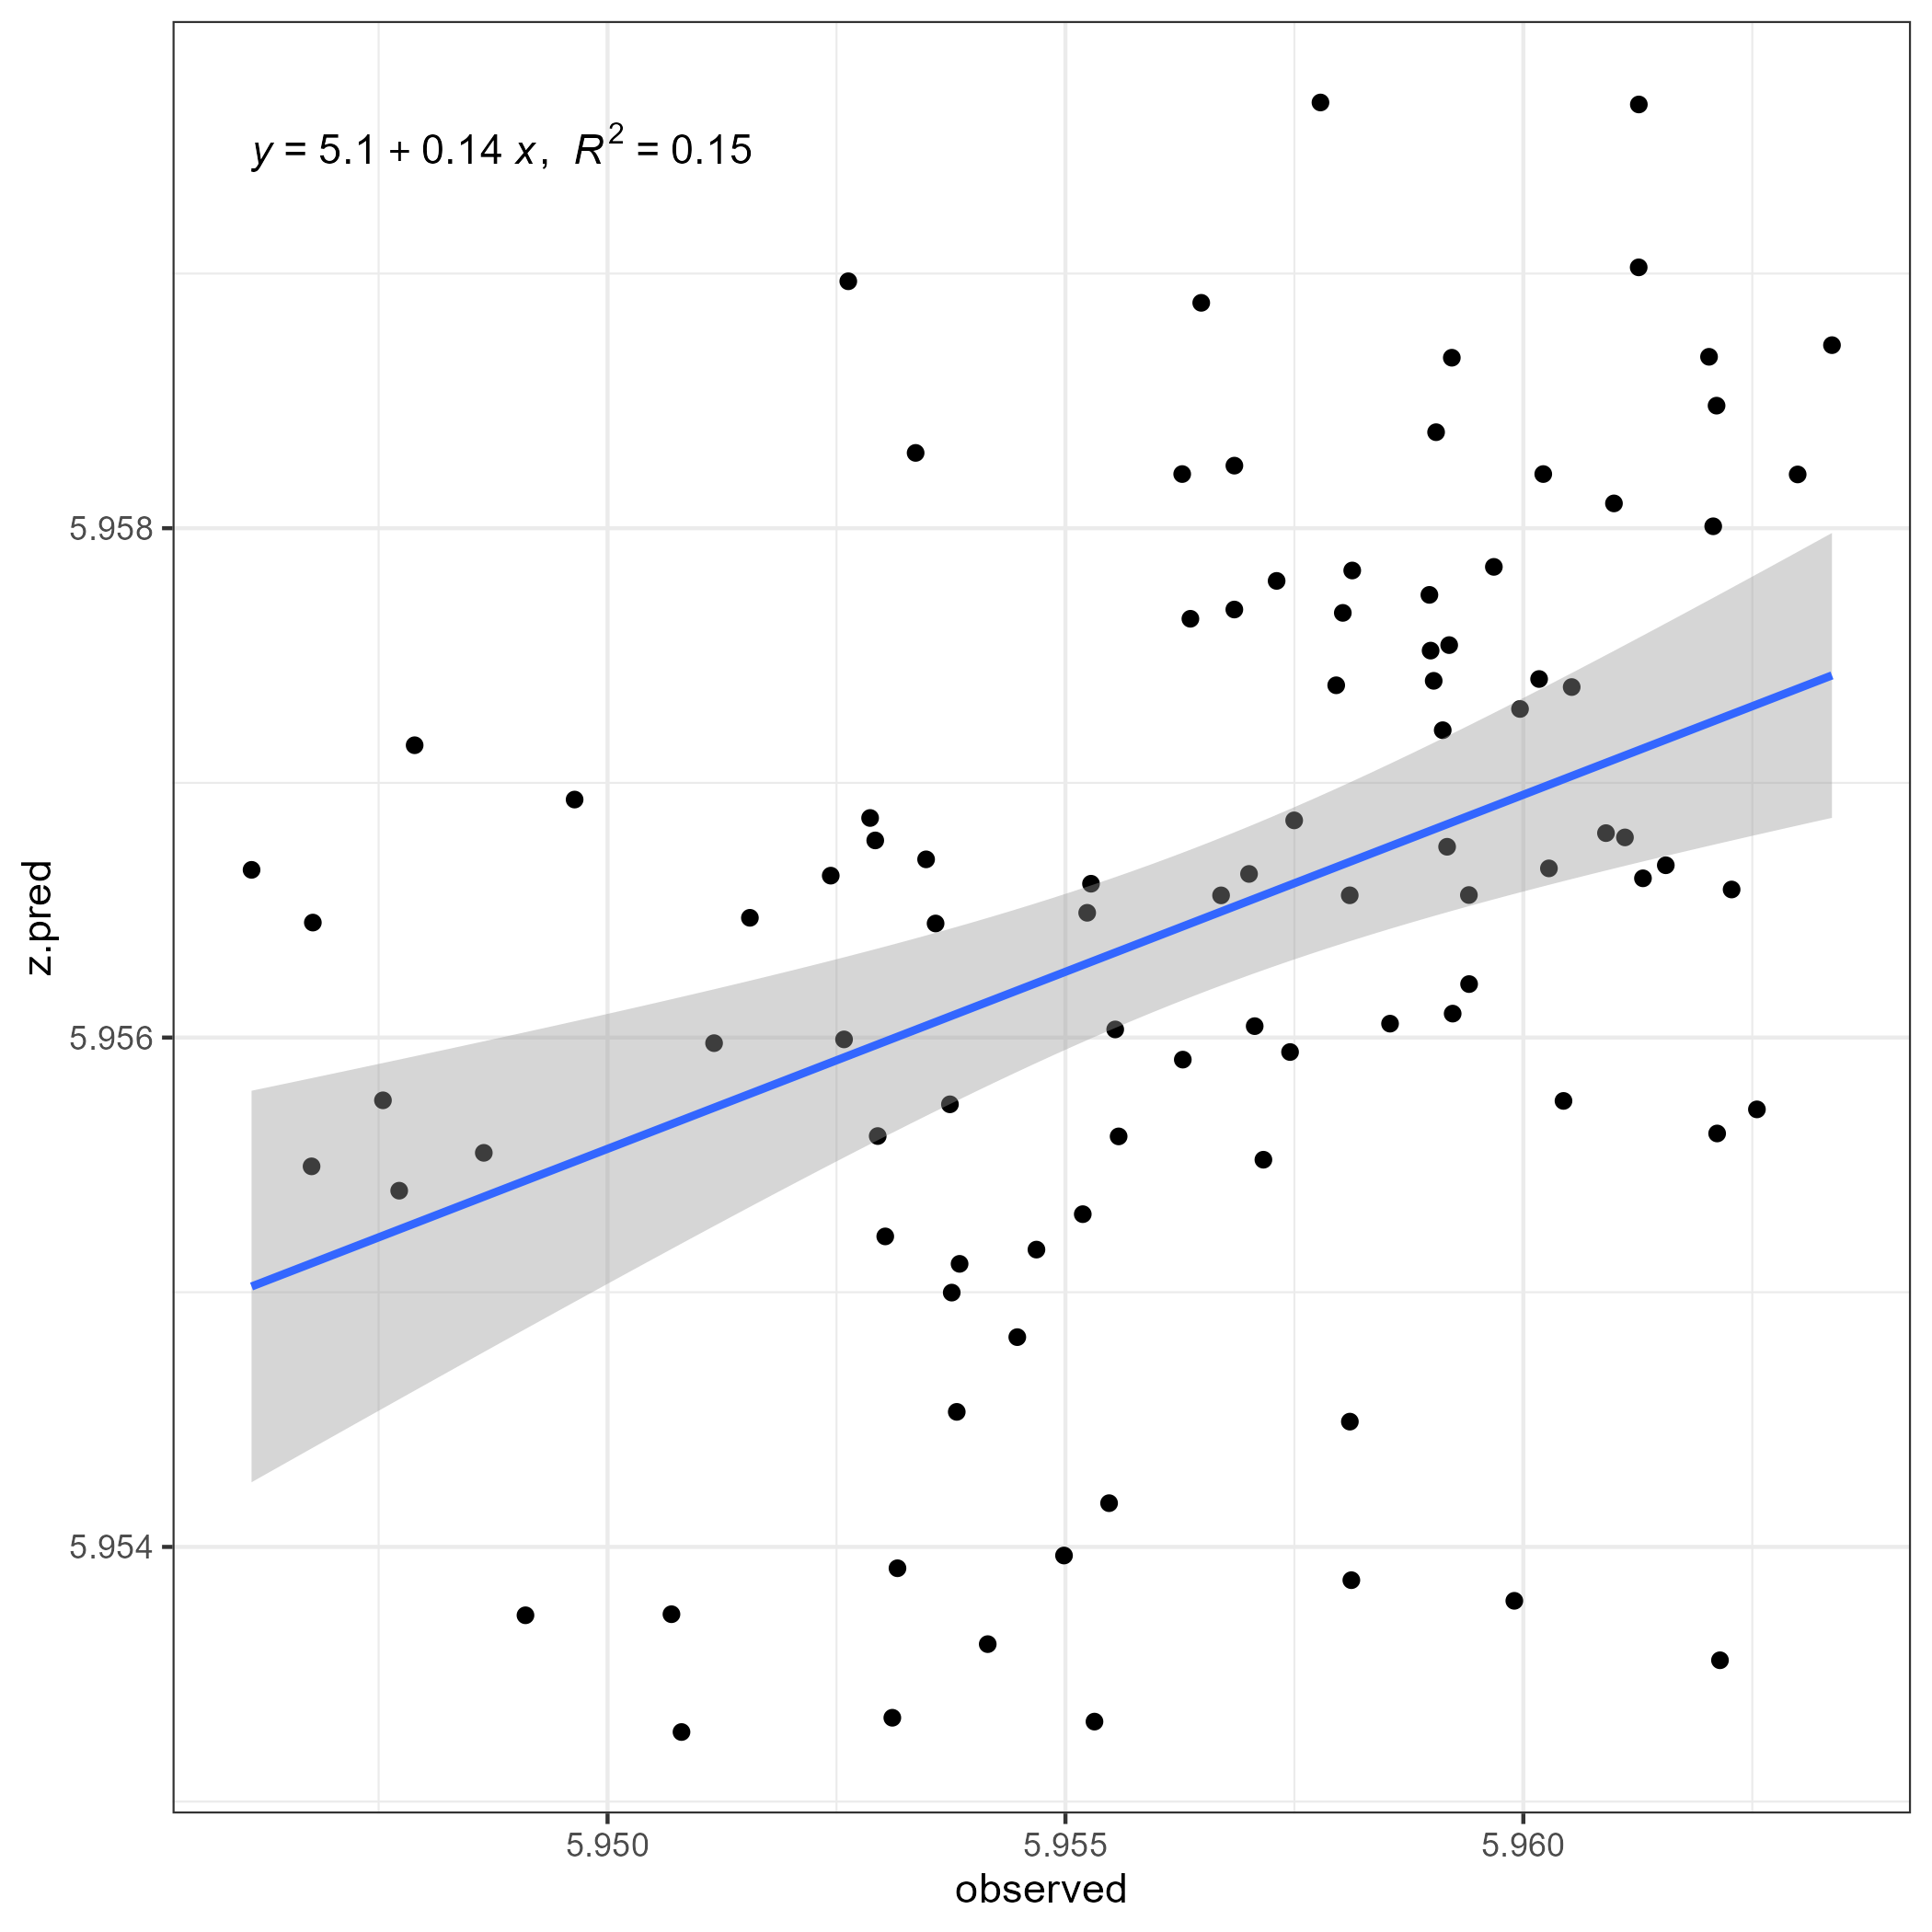 y = 5.1 + 0.14 x, R² = 0.15
z.pred
5.958
5.956
5.954
5.950 5.955 5.960
observed